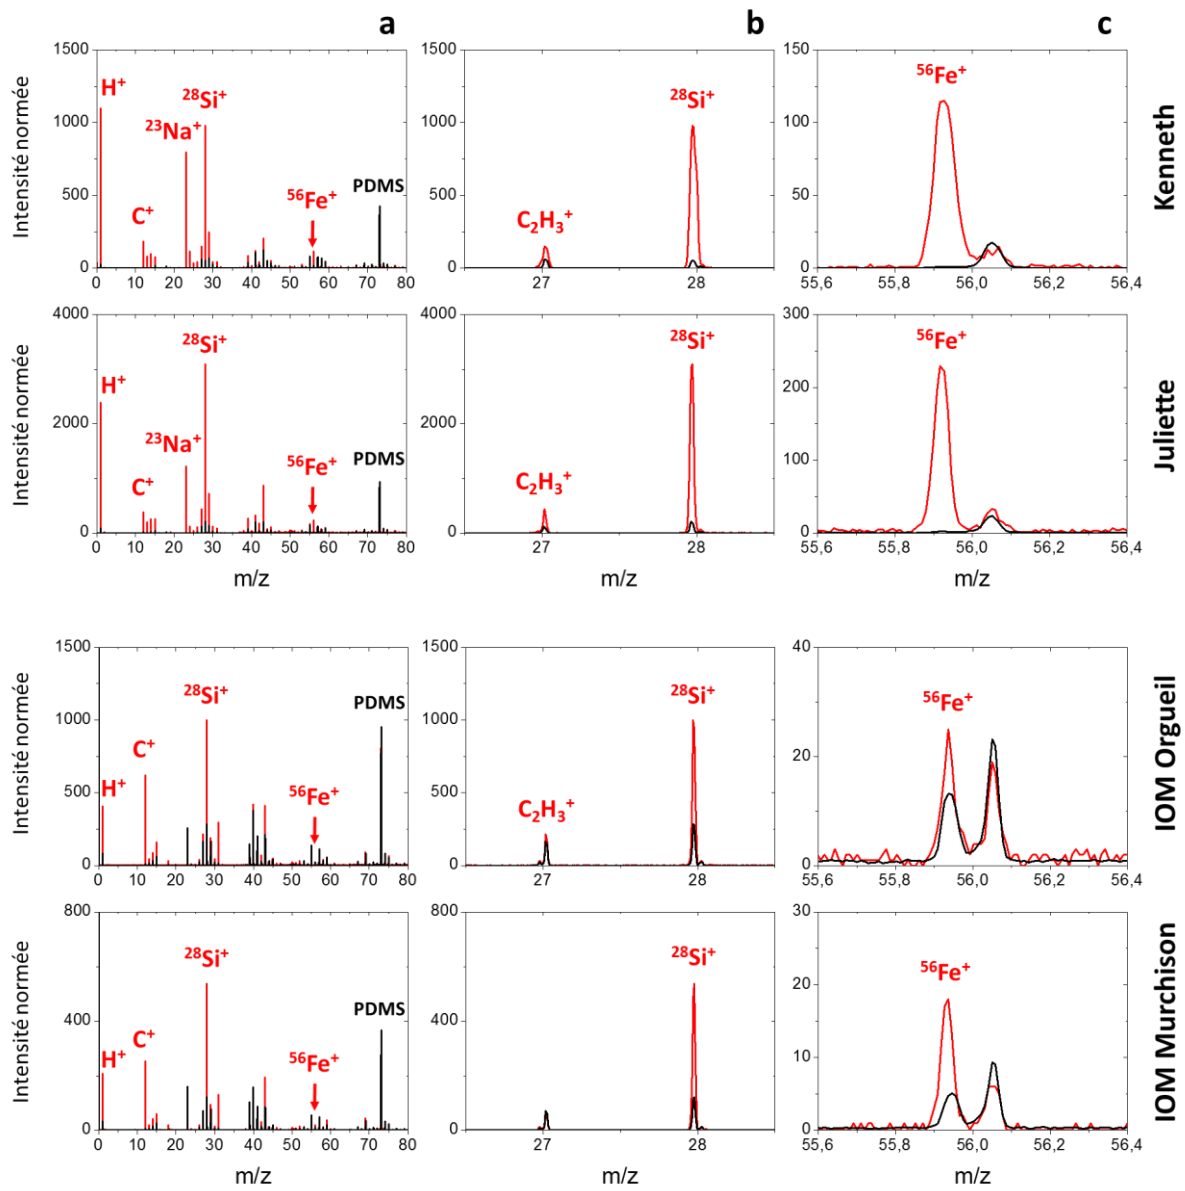 a b c
Intensité normée
1500
1000
500
0
H⁺
C⁺
²³Na⁺
²⁸Si⁺
⁵⁶Fe⁺
PDMS
0 10 20 30 40 50 60 70 80
1500
1000
500
0
C₂H₃⁺
²⁸Si⁺
27 28
150
100
50
0
⁵⁶Fe⁺
55,6 55,8 56,0 56,2 56,4
Kenneth
Intensité normée
4000
2000
0
H⁺
C⁺
²³Na⁺
²⁸Si⁺
⁵⁶Fe⁺
PDMS
0 10 20 30 40 50 60 70 80
m/z
4000
3000
2000
1000
0
C₂H₃⁺
²⁸Si⁺
27 28
m/z
300
200
100
0
⁵⁶Fe⁺
55,6 55,8 56,0 56,2 56,4
m/z
Juliette
Intensité normée
1500
1000
500
0
H⁺
C⁺
²⁸Si⁺
⁵⁶Fe⁺
PDMS
0 10 20 30 40 50 60 70 80
1500
1000
500
0
C₂H₃⁺
²⁸Si⁺
27 28
40
20
0
⁵⁶Fe⁺
55,6 55,8 56,0 56,2 56,4
IOM Orgueil
Intensité normée
800
400
0
H⁺
C⁺
²⁸Si⁺
⁵⁶Fe⁺
PDMS
0 10 20 30 40 50 60 70 80
m/z
800
600
400
200
0
²⁸Si⁺
27 28
m/z
30
20
10
0
⁵⁶Fe⁺
55,6 55,8 56,0 56,2 56,4
m/z
IOM Murchison